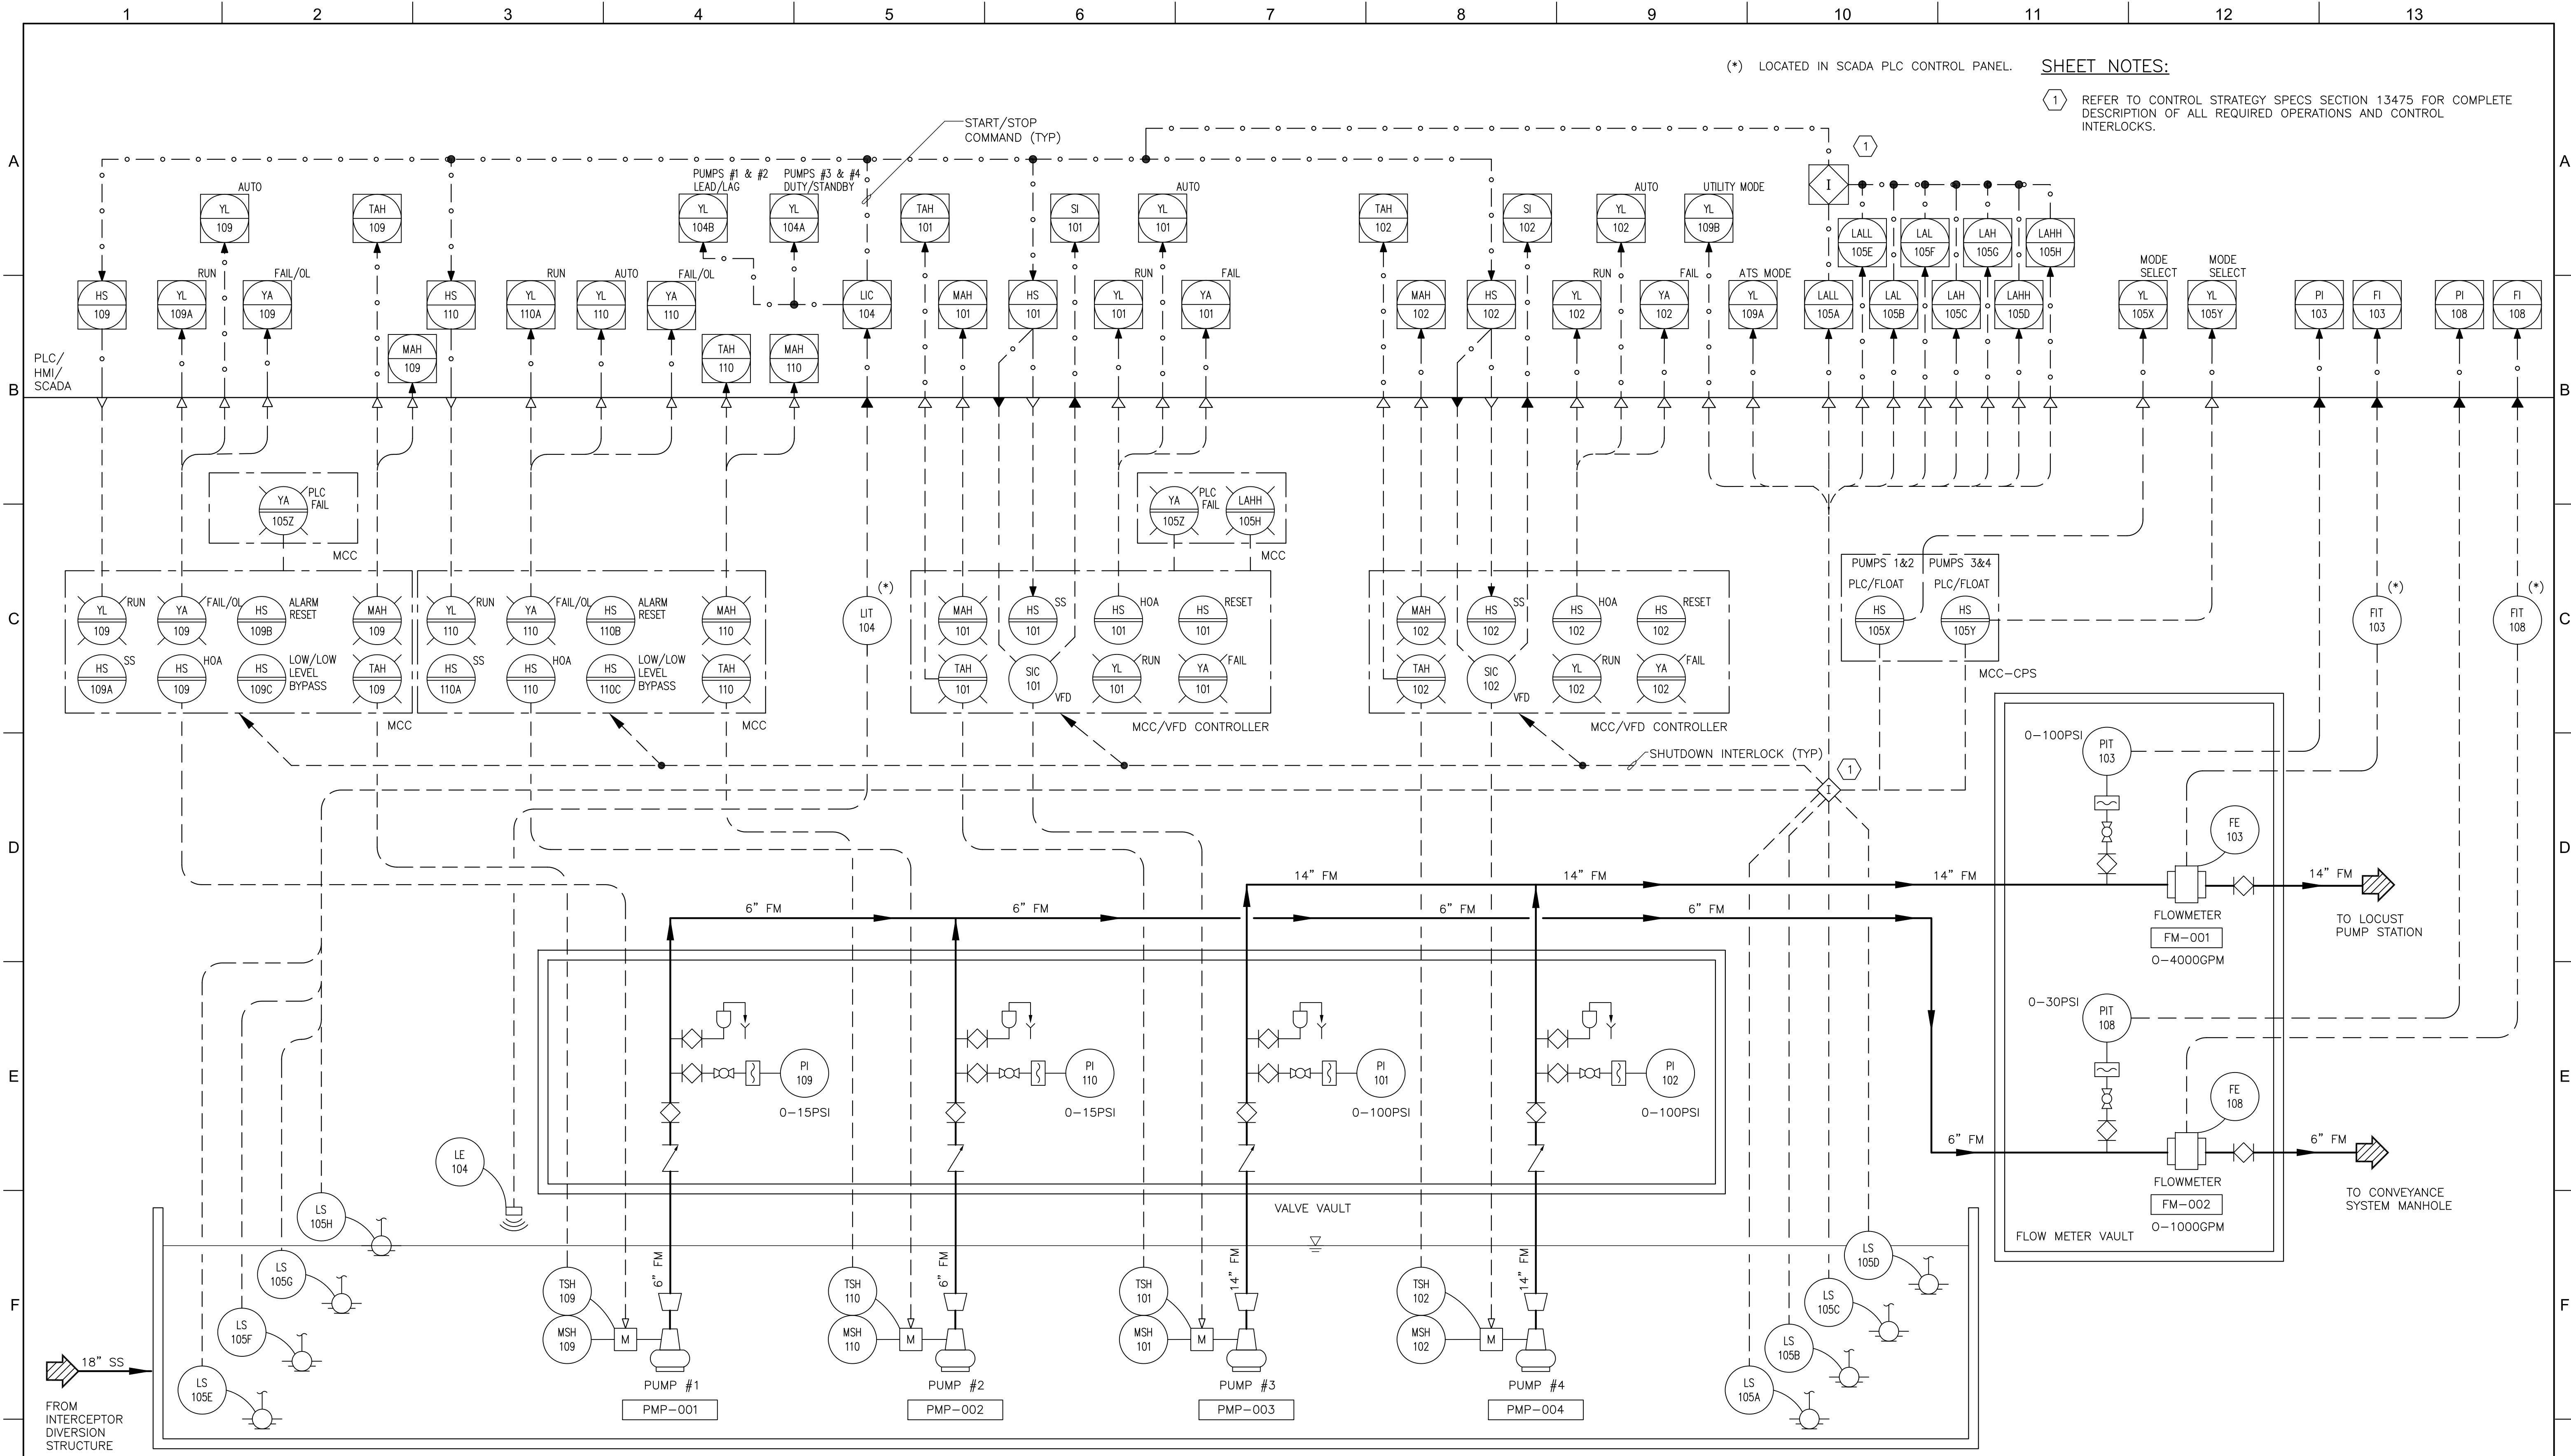 1 2 3 4 5 6 7 8 9 10 11 12 13
(*) LOCATED IN SCADA PLC CONTROL PANEL.
SHEET NOTES:
1 REFER TO CONTROL STRATEGY SPECS SECTION 13475 FOR COMPLETE
DESCRIPTION OF ALL REQUIRED OPERATIONS AND CONTROL
INTERLOCKS.
START/STOP
COMMAND (TYP)
A
A
1
I
PUMPS #1 & #2
LEAD/LAG
PUMPS #3 & #4
DUTY/STANDBY
AUTO
YL
109
TAH
109
YL
104B
YL
104A
TAH
101
SI
101
AUTO
YL
101
TAH
102
SI
102
AUTO
YL
102
UTILITY MODE
YL
109B
LALL
105E
LAL
105F
LAH
105G
LAHH
105H
HS
109
RUN
YL
109A
FAIL/OL
YA
109
HS
110
RUN
YL
110A
AUTO
YL
110
FAIL/OL
YA
110
LIC
104
MAH
101
HS
101
RUN
YL
101
FAIL
YA
101
MAH
102
HS
102
RUN
YL
102
FAIL
YA
102
ATS MODE
YL
109A
LALL
105A
LAL
105B
LAH
105C
LAHH
105D
MODE
SELECT
YL
105X
MODE
SELECT
YL
105Y
PI
103
FI
103
PI
108
FI
108
MAH
109
TAH
110
MAH
110
PLC/
HMI/
SCADA
B
B
YA
105Z
PLC
FAIL
MCC
YA
105Z
PLC
FAIL
LAHH
105H
MCC
C
C
YL
109
RUN
YA
109
FAIL/OL
HS
109B
ALARM
RESET
MAH
109
HS
109A
SS
HS
109
HOA
HS
109C
LOW/LOW
LEVEL
BYPASS
TAH
109
MCC
YL
110
RUN
YA
110
FAIL/OL
HS
110B
ALARM
RESET
MAH
110
HS
110A
SS
HS
110
HOA
HS
110C
LOW/LOW
LEVEL
BYPASS
TAH
110
MCC
LIT
104
(*)
MAH
101
HS
101
SS
HS
101
HOA
HS
101
RESET
TAH
101
SIC
101
VFD
YL
101
RUN
YA
101
FAIL
MCC/VFD CONTROLLER
MAH
102
HS
102
SS
HS
102
HOA
HS
102
RESET
TAH
102
SIC
102
VFD
YL
102
RUN
YA
102
FAIL
MCC/VFD CONTROLLER
PUMPS 1&2
PLC/FLOAT
HS
105X
PUMPS 3&4
PLC/FLOAT
HS
105Y
MCC-CPS
FIT
103
(*)
FIT
108
(*)
SHUTDOWN INTERLOCK (TYP)
1
I
D
D
0-100PSI
PIT
103
FE
103
14" FM
14" FM
14" FM
14" FM
FLOWMETER
FM-001
0-4000GPM
TO LOCUST
PUMP STATION
6" FM
6" FM
6" FM
6" FM
E
E
PI
109
0-15PSI
PI
110
0-15PSI
PI
101
0-100PSI
PI
102
0-100PSI
VALVE VAULT
0-30PSI
PIT
108
FE
108
6" FM
6" FM
FLOWMETER
FM-002
0-1000GPM
FLOW METER VAULT
TO CONVEYANCE
SYSTEM MANHOLE
LE
104
F
F
LS
105H
LS
105G
LS
105F
LS
105E
TSH
109
MSH
109
M
6" FM
PUMP #1
PMP-001
TSH
110
MSH
110
M
6" FM
PUMP #2
PMP-002
TSH
101
MSH
101
M
14" FM
PUMP #3
PMP-003
TSH
102
MSH
102
M
14" FM
PUMP #4
PMP-004
LS
105D
LS
105C
LS
105B
LS
105A
18" SS
FROM
INTERCEPTOR
DIVERSION
STRUCTURE